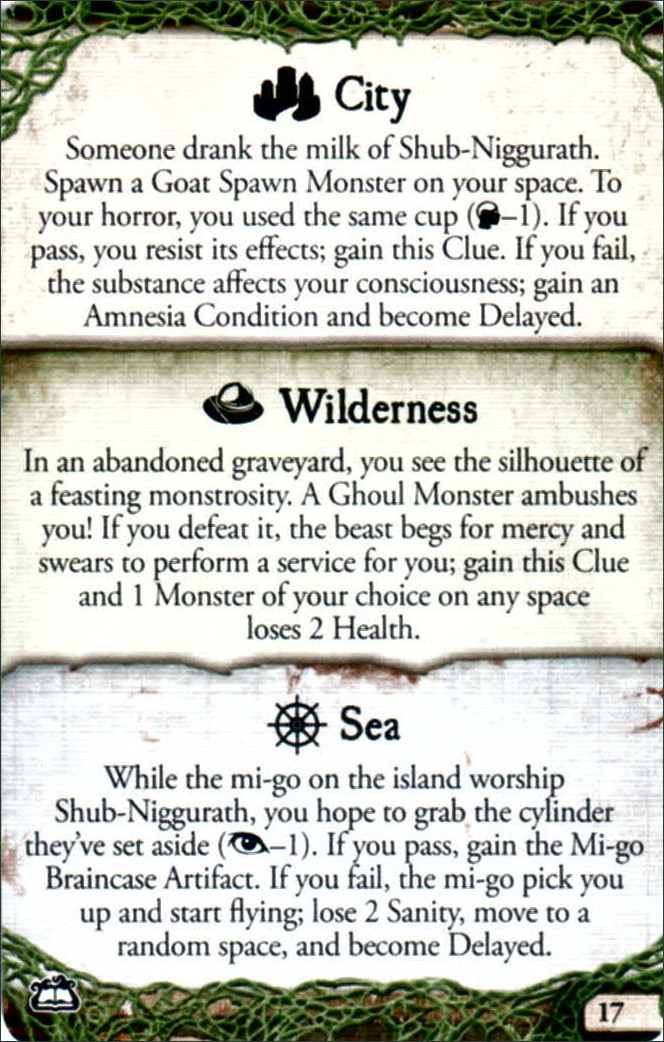 City
Someone drank the milk of Shub-Niggurath.
Spawn a Goat Spawn Monster on your space. To
your horror, you used the same cup (–1). If you
pass, you resist its effects; gain this Clue. If you fail,
the substance affects your consciousness; gain an
Amnesia Condition and become Delayed.
Wilderness
In an abandoned graveyard, you see the silhouette of
a feasting monstrosity. A Ghoul Monster ambushes
you! If you defeat it, the beast begs for mercy and
swears to perform a service for you; gain this Clue
and 1 Monster of your choice on any space
loses 2 Health.
Sea
While the mi-go on the island worship
Shub-Niggurath, you hope to grab the cylinder
they've set aside (–1). If you pass, gain the Mi-go
Braincase Artifact. If you fail, the mi-go pick you
up and start flying; lose 2 Sanity, move to a
random space, and become Delayed.
17